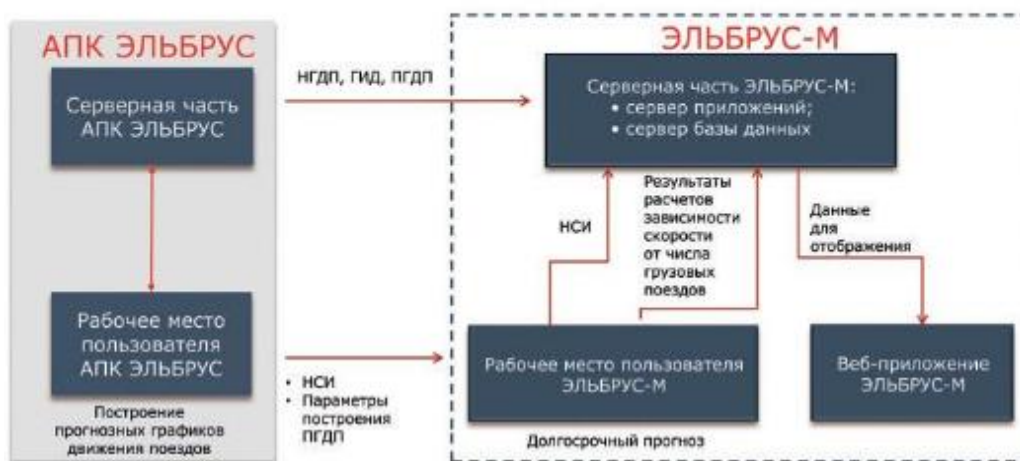 АПК ЭЛЬБРУС
Серверная часть
АПК ЭЛЬБРУС
Рабочее место
пользователя
АПК ЭЛЬБРУС
Построение
прогнозных графиков
движения поездов
НГДП, ГИД, ПГДП
• НСИ
• Параметры
построения
ПГДП
ЭЛЬБРУС-М
Серверная часть ЭЛЬБРУС-М:
• сервер приложений;
• сервер базы данных
НСИ
Результаты
расчетов
зависимости
скорости
от числа
грузовых
поездов
Данные
для
отображения
Рабочее место пользователя
ЭЛЬБРУС-М
Долгосрочный прогноз
Веб-приложение
ЭЛЬБРУС-М